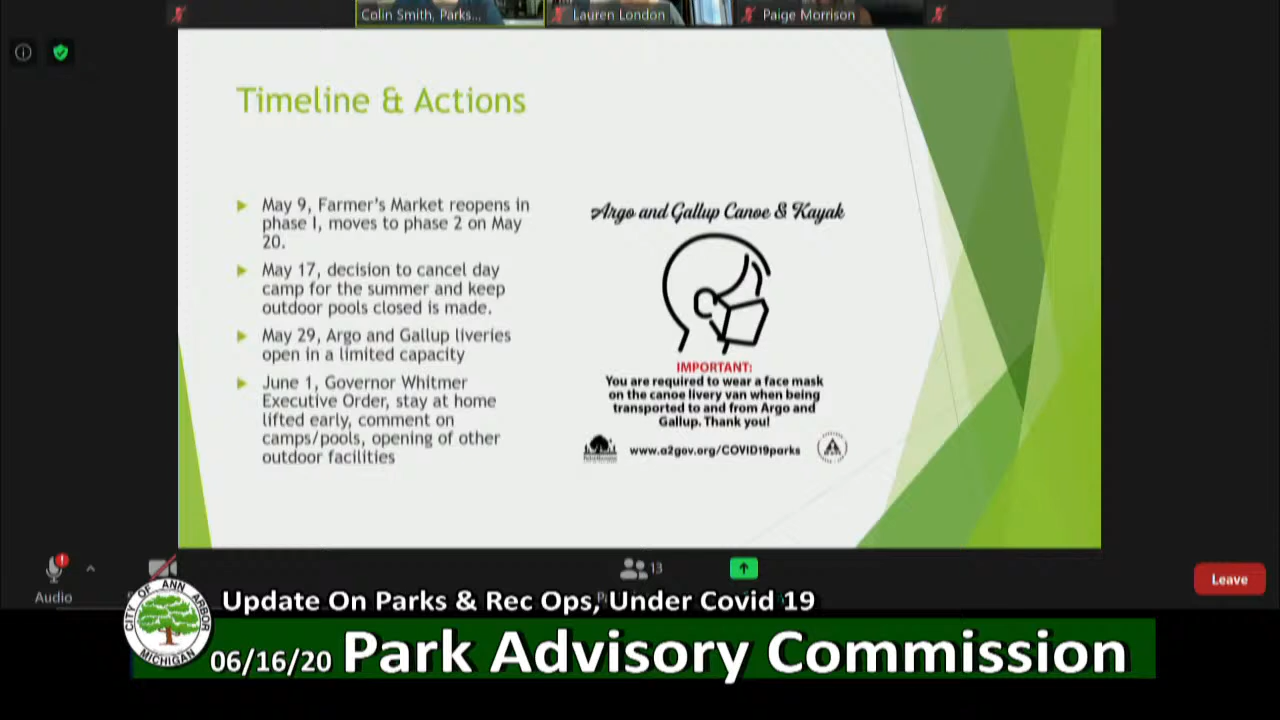 Colin Smith, Parks...
Lauren London
Paige Morrison
Timeline & Actions
May 9, Farmer's Market reopens in
phase I, moves to phase 2 on May
20.
May 17, decision to cancel day
camp for the summer and keep
outdoor pools closed is made.
May 29, Argo and Gallup liveries
open in a limited capacity
June 1, Governor Whitmer
Executive Order, stay at home
lifted early, comment on
camps/pools, opening of other
outdoor facilities
Argo and Gallup Canoe & Kayak
IMPORTANT:
You are required to wear a face mask
on the canoe livery van when being
transported to and from Argo and
Gallup. Thank you!
www.a2gov.org/COVID19parks
13
Audio
Leave
CITY OF ANN ARBOR
MICHIGAN
Update On Parks & Rec Ops, Under Covid 19
06/16/20 Park Advisory Commission